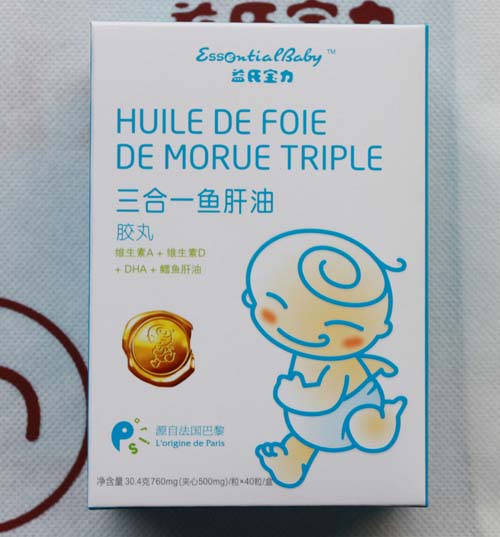 EssentialBaby™
益氏宝力
HUILE DE FOIE
DE MORUE TRIPLE
三合一鱼肝油
胶丸
维生素A + 维生素D
+ DHA + 鳕鱼肝油
源自法国巴黎
L'origine de Paris
净含量 30.4克760mg(夹心500mg)/粒×40粒/盒